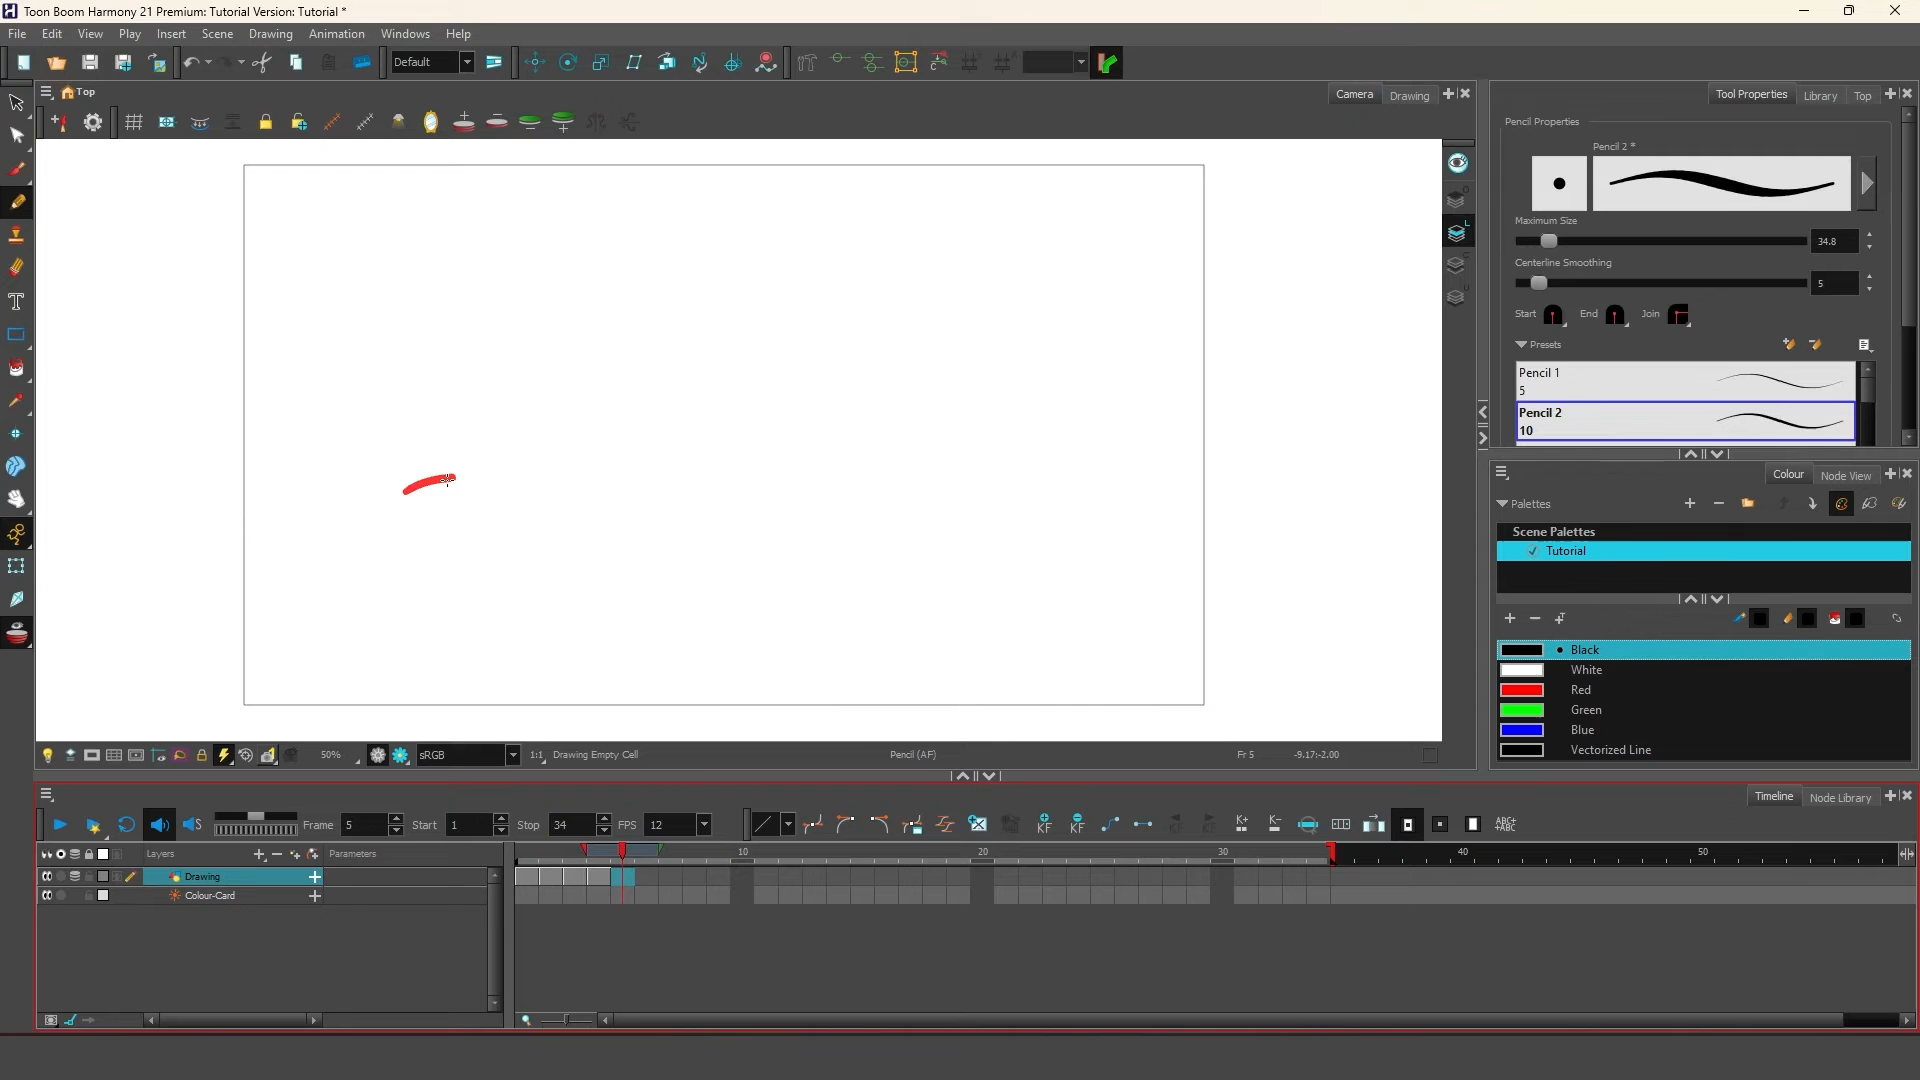 Toon Boom Harmony 21 Premium: Tutorial Version: Tutorial *
File Edit View Play Insert Scene Drawing Animation Windows Help
Default
Top
Camera Drawing
Tool Properties Library Top
Pencil Properties
Pencil 2 *
Maximum Size
34.8
Centerline Smoothing
5
Start End Join
Presets
Pencil 1
5
Pencil 2
10
Colour Node View
Palettes
Scene Palettes
Tutorial
Black
White
Red
Green
Blue
Vectorized Line
50% sRGB 1:1 Drawing Empty Cell Pencil (AF) Fr 5 -9.17:-2.00
Timeline Node Library
Frame 5 Start 1 Stop 34 FPS 12
KF KF KF KF K+ K- ABC
Layers Parameters
10 20 30 40 50
Drawing
Colour-Card